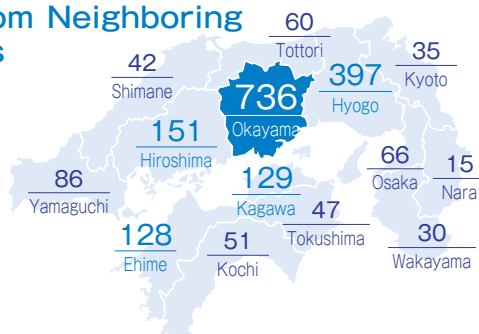 om Neighboring
s
60
Tottori
42
Shimane
35
Kyoto
736
Okayama
397
Hyogo
151
Hiroshima
66
Osaka
15
Nara
86
Yamaguchi
129
Kagawa
47
Tokushima
128
Ehime
51
Kochi
30
Wakayama